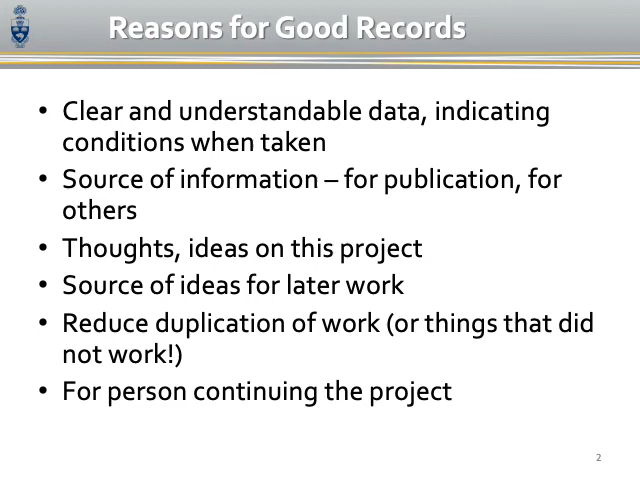 Reasons for Good Records
• Clear and understandable data, indicating
conditions when taken
• Source of information – for publication, for
others
• Thoughts, ideas on this project
• Source of ideas for later work
• Reduce duplication of work (or things that did
not work!)
• For person continuing the project
2